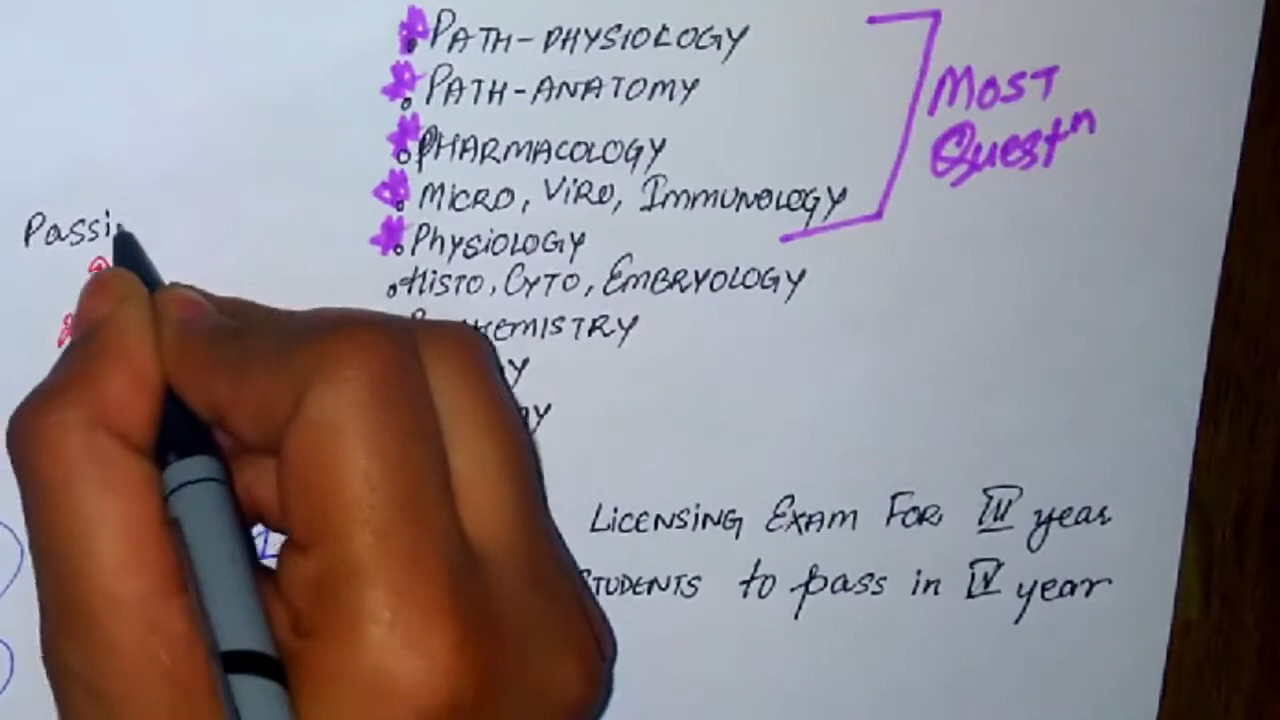 PATH-PHYSIOLOGY
PATH-ANATOMY
PHARMACOLOGY
MICRO, VIRO, IMMUNOLOGY
PHYSIOLOGY
HISTO, CYTO, EMBRYOLOGY
MOST
Questn
Passi
LICENSING EXAM FOR III year
STUDENTS to pass in IV year